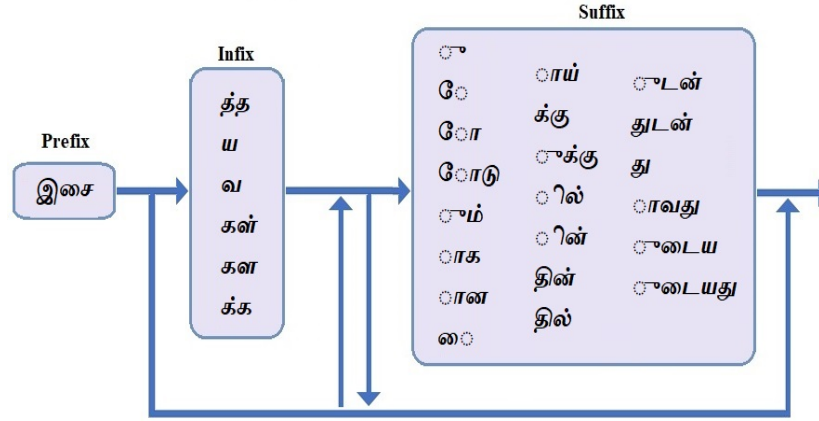 Suffix
Infix
Prefix
இசை
த்த
ய
வ
கள்
கள
க்க
ு
ே
ோ
ோடு
ும்
ாக
ான
ை
ாய்
க்கு
ுக்கு
ில்
ின்
தின்
தில்
ுடன்
துடன்
து
ாவது
ுடைய
ுடையது